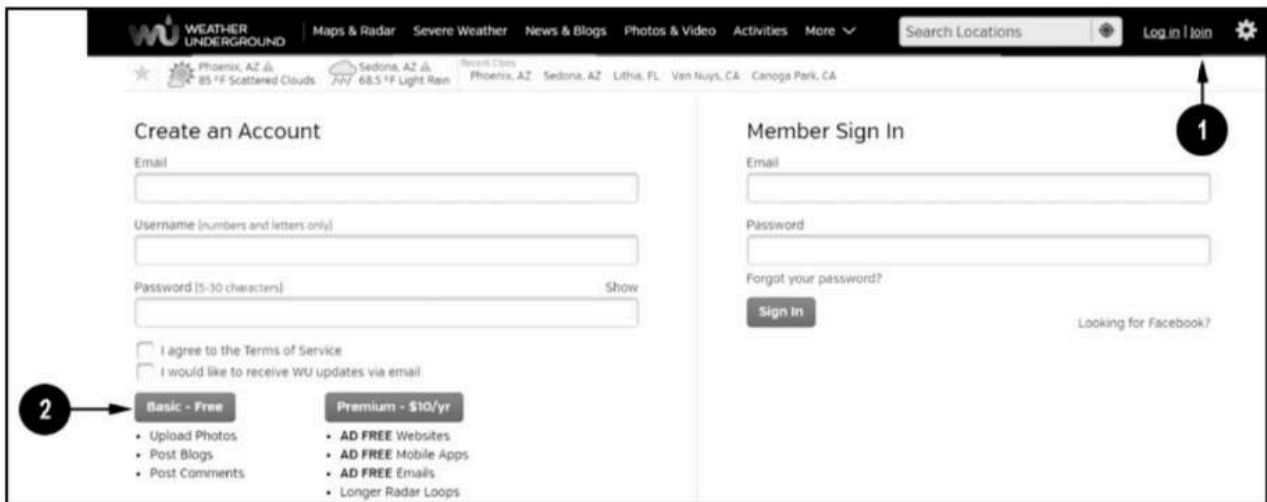 WEATHER UNDERGROUND Maps & Radar Severe Weather News & Blogs Photos & Video Activities More Search Locations Log in | Join
Phoenix, AZ
85 °F Scattered Clouds
Sedona, AZ
68.5 °F Light Rain
Recent Cities
Phoenix, AZ Sedona, AZ Lithia, FL Van Nuys, CA Canoga Park, CA
1
Create an Account
Email
Username (numbers and letters only)
Password (5-30 characters) Show
I agree to the Terms of Service
I would like to receive WU updates via email
2
Basic - Free
• Upload Photos
• Post Blogs
• Post Comments
Premium - $10/yr
• AD FREE Websites
• AD FREE Mobile Apps
• AD FREE Emails
• Longer Radar Loops
Member Sign In
Email
Password
Forgot your password?
Sign In
Looking for Facebook?